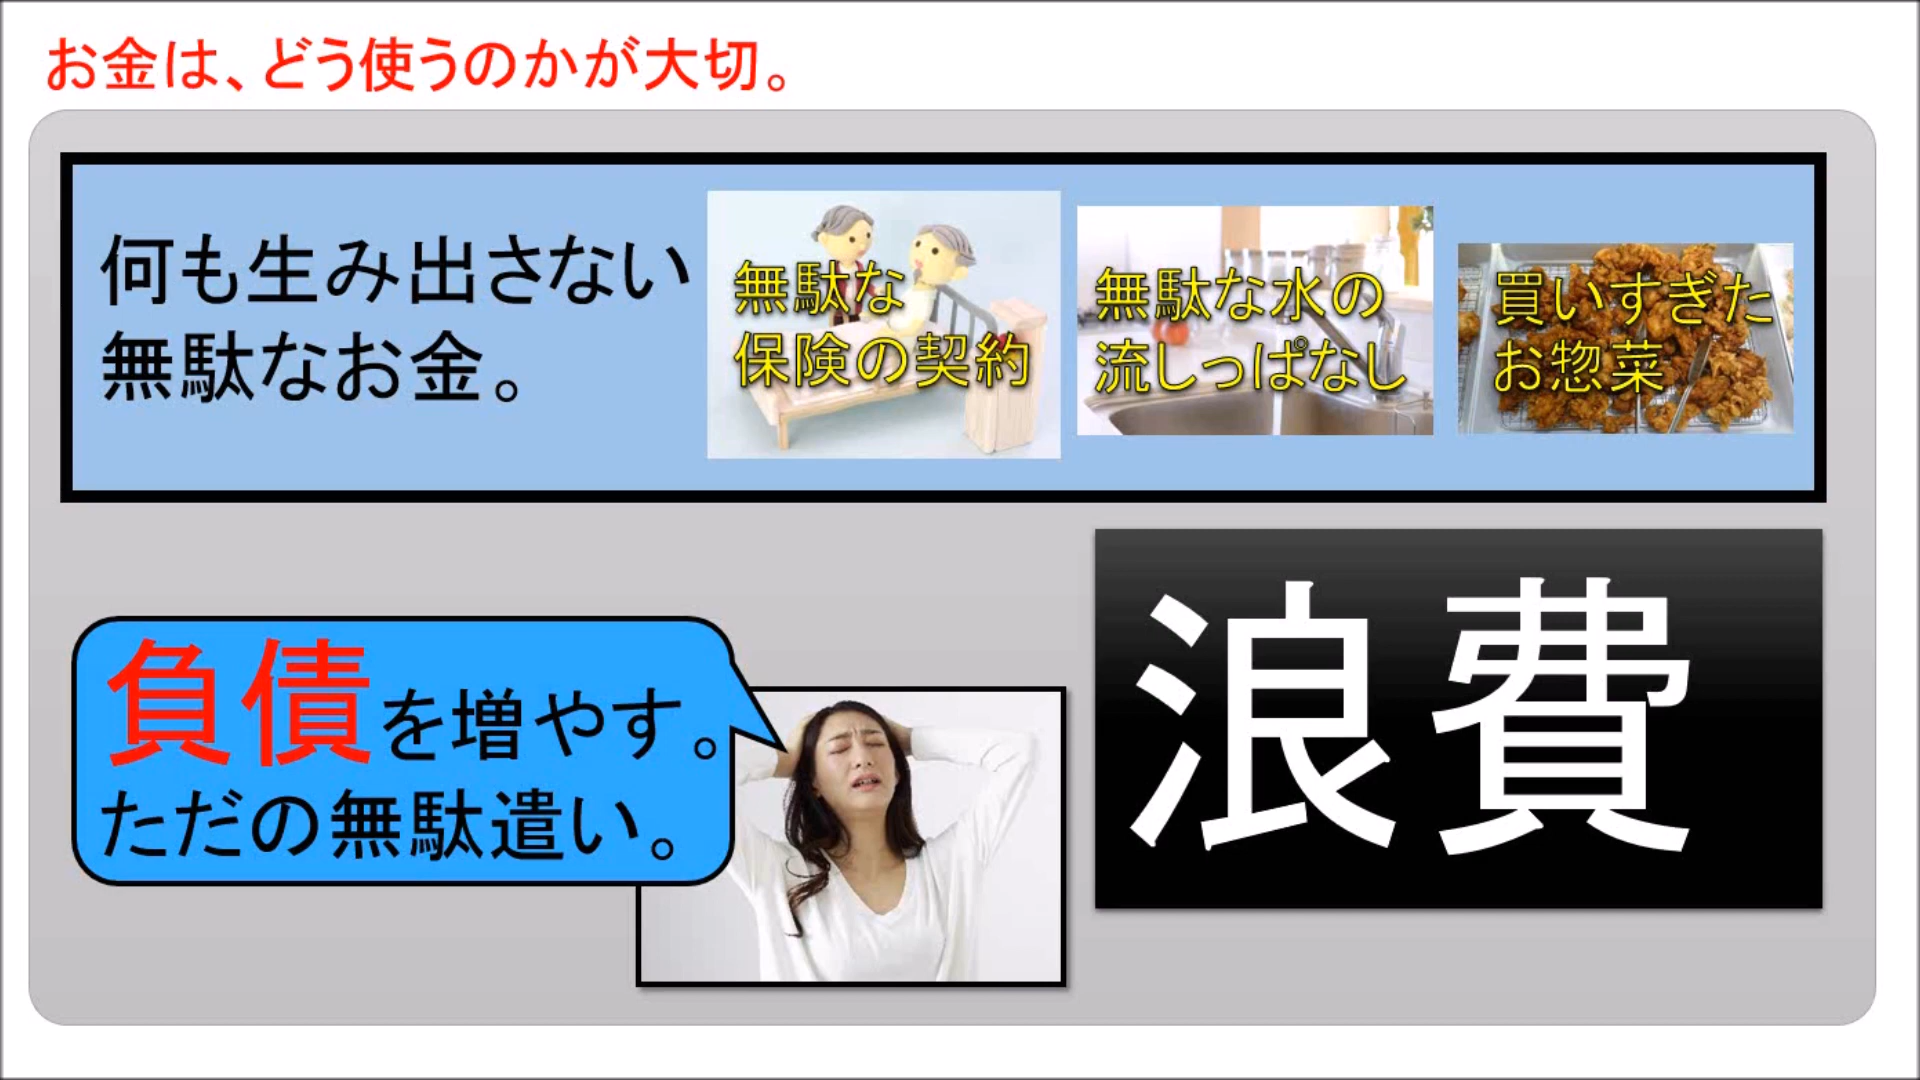 お金は、どう使うのかが大切。
何も生み出さない
無駄なお金。
無駄な
保険の契約
無駄な水の
流しっぱなし
買いすぎた
お惣菜
負債を増やす。
ただの無駄遣い。
浪費